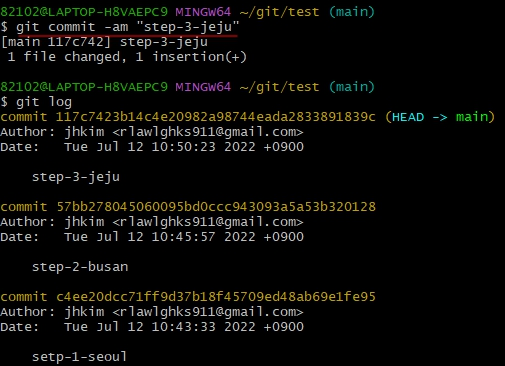 82102@LAPTOP-H8VAEPC9 MINGW64 ~/git/test (main)
$ git commit -am "step-3-jeju"
[main 117c742] step-3-jeju
 1 file changed, 1 insertion(+)

82102@LAPTOP-H8VAEPC9 MINGW64 ~/git/test (main)
$ git log
commit 117c7423b14c4e20982a98744eada2833891839c (HEAD -> main)
Author: jhkim <rlawlghks911@gmail.com>
Date:   Tue Jul 12 10:50:23 2022 +0900

    step-3-jeju

commit 57bb278045060095bd0ccc943093a5a53b320128
Author: jhkim <rlawlghks911@gmail.com>
Date:   Tue Jul 12 10:45:57 2022 +0900

    step-2-busan

commit c4ee20dcc71ff9d37b18f45709ed48ab69e1fe95
Author: jhkim <rlawlghks911@gmail.com>
Date:   Tue Jul 12 10:43:33 2022 +0900

    setp-1-seoul